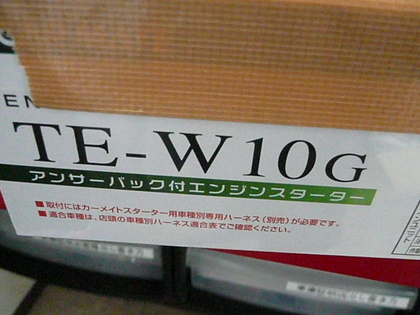 EN
TE-W10G
アンサーバック付エンジンスターター
■取付にはカーメイトスターター用車種別専用ハーネス(別売)が必要です。
■適合車種は、店頭の車種別ハーネス適合表でご確認ください。